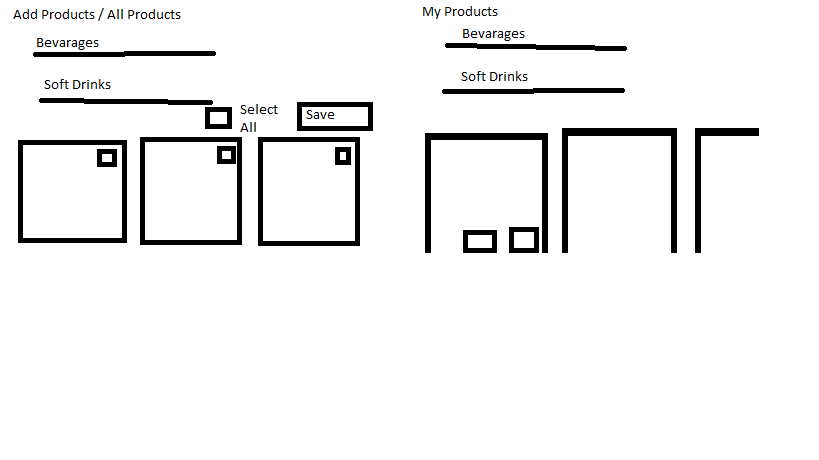 Add Products / All Products
Bevarages
Soft Drinks
Select
All
Save
My Products
Bevarages
Soft Drinks